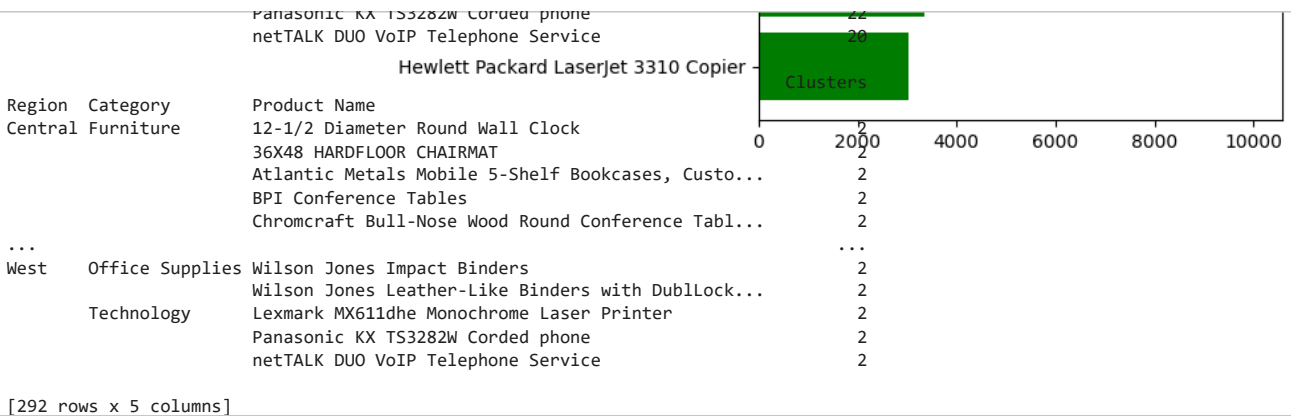 Panasonic KX TS3282W Corded phone 22
netTALK DUO VoIP Telephone Service 20
Hewlett Packard LaserJet 3310 Copier
Clusters
Region Category Product Name
Central Furniture 12-1/2 Diameter Round Wall Clock 2
0 2000 4000 6000 8000 10000
36X48 HARDFLOOR CHAIRMAT 2
Atlantic Metals Mobile 5-Shelf Bookcases, Custo... 2
BPI Conference Tables 2
Chromcraft Bull-Nose Wood Round Conference Tabl... 2
... ...
West Office Supplies Wilson Jones Impact Binders 2
Wilson Jones Leather-Like Binders with DublLock... 2
Technology Lexmark MX611dhe Monochrome Laser Printer 2
Panasonic KX TS3282W Corded phone 2
netTALK DUO VoIP Telephone Service 2
[292 rows x 5 columns]